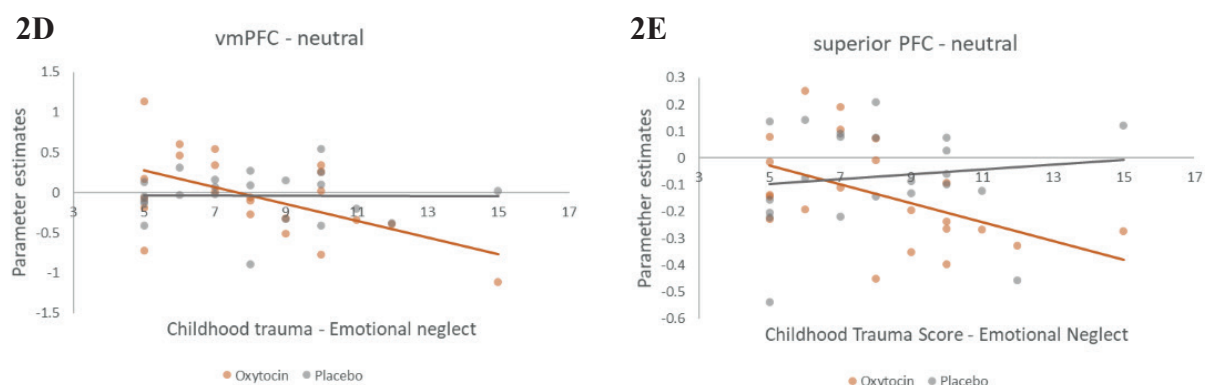 2D
vmPFC - neutral
1.5
1
0.5
0
-0.5
-1
-1.5
3 5 7 9 11 13 15 17
Parameter estimates
Childhood trauma - Emotional neglect
Oxytocin Placebo
2E
superior PFC - neutral
0.3
0.2
0.1
0
-0.1
-0.2
-0.3
-0.4
-0.5
-0.6
3 5 7 9 11 13 15 17
Paramether estimates
Childhood Trauma Score - Emotional Neglect
Oxytocin Placebo